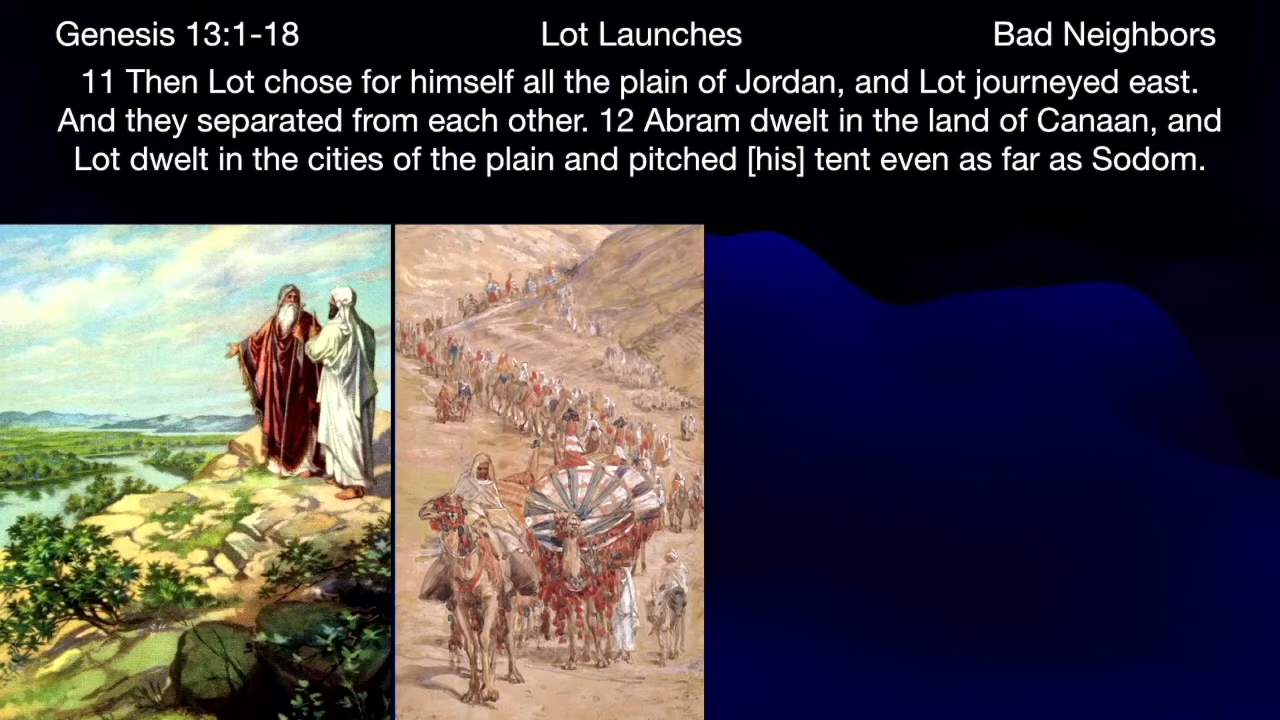 Genesis 13:1-18 Lot Launches Bad Neighbors
11 Then Lot chose for himself all the plain of Jordan, and Lot journeyed east.
And they separated from each other. 12 Abram dwelt in the land of Canaan, and
Lot dwelt in the cities of the plain and pitched [his] tent even as far as Sodom.